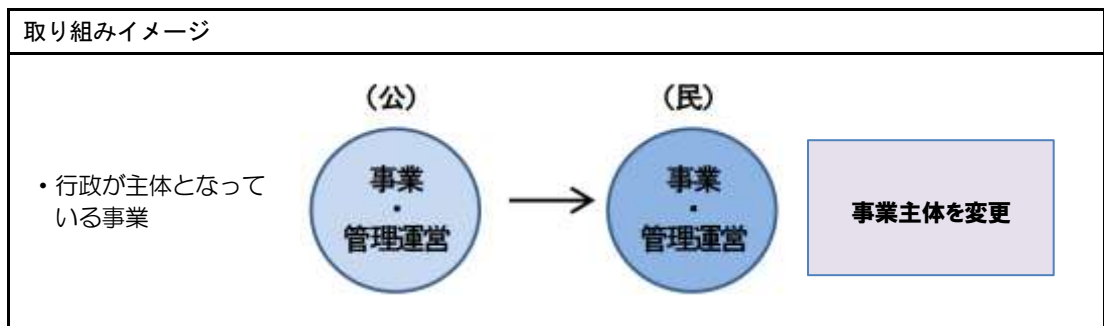 取り組みイメージ
（公）
（民）
・行政が主体となって
いる事業
事業
・
管理運営
事業
・
管理運営
事業主体を変更